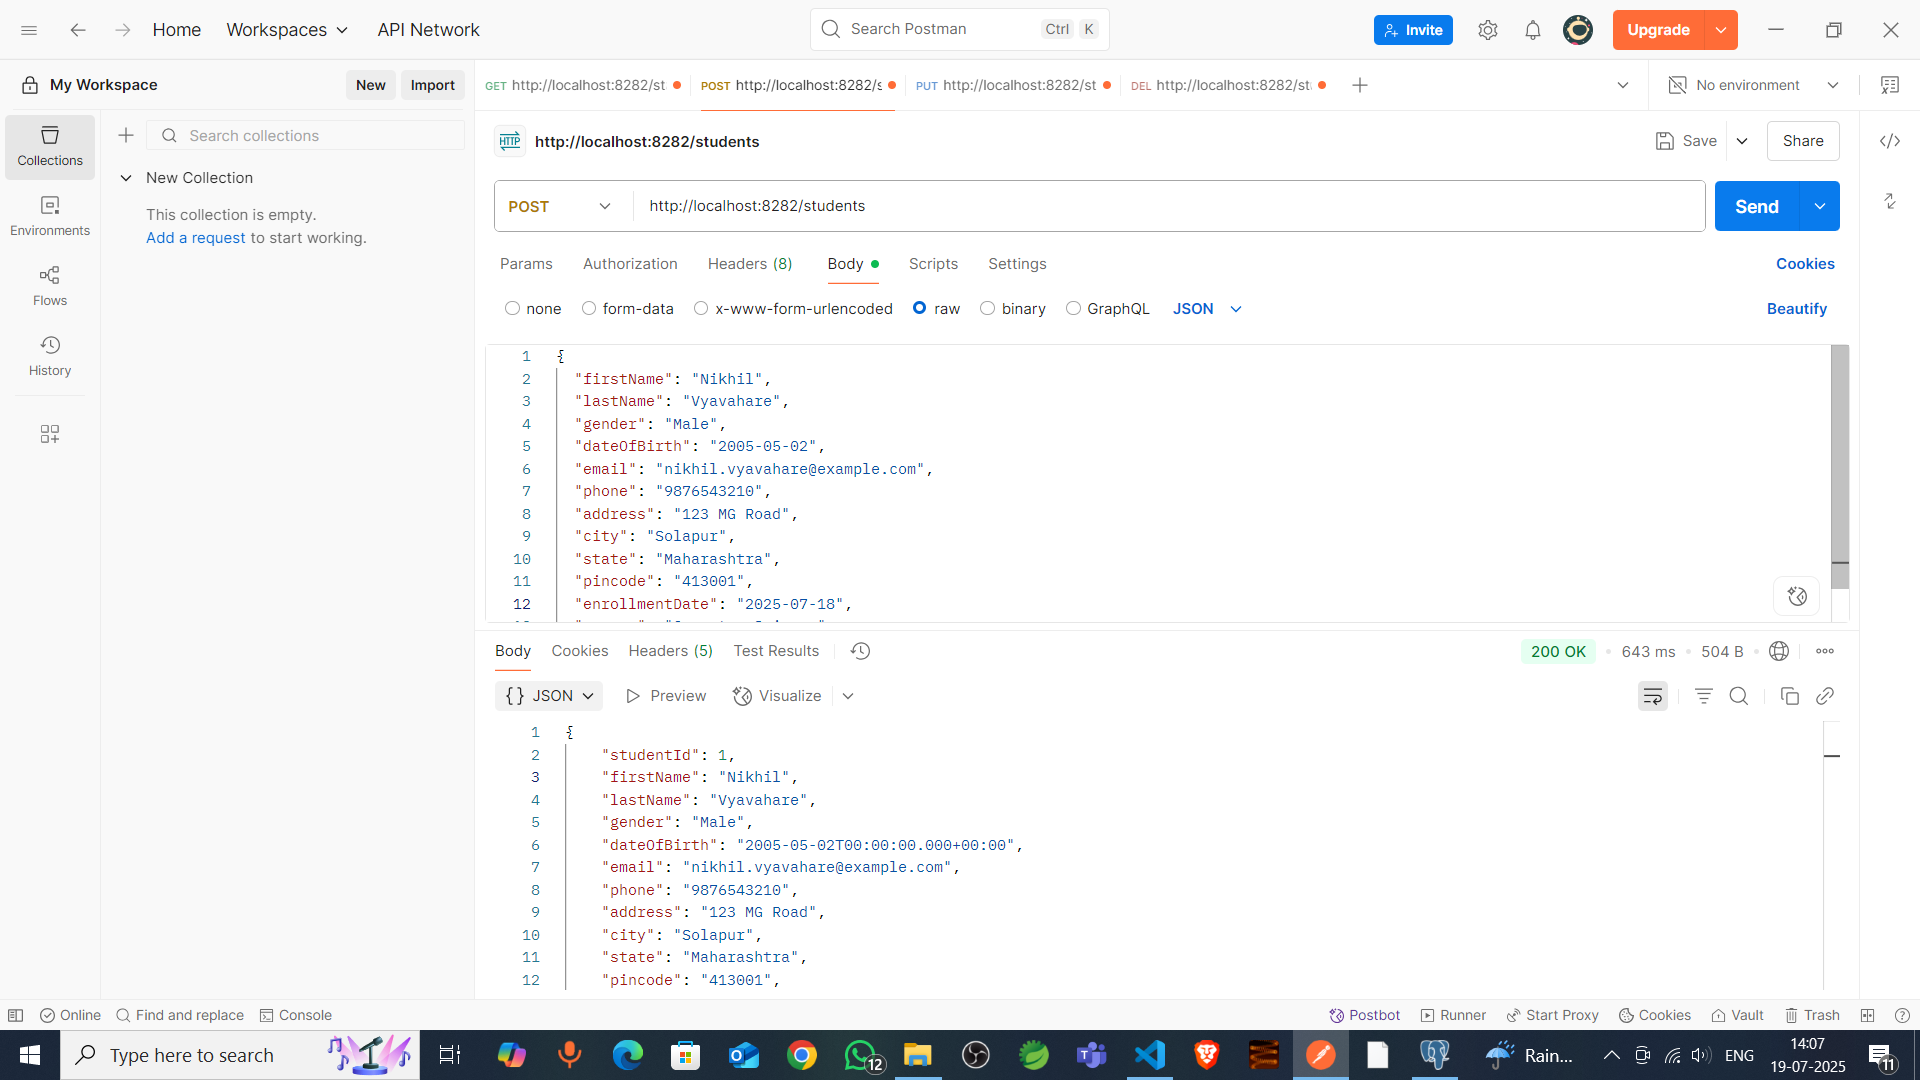 Home Workspaces API Network Search Postman Ctrl K Invite Upgrade
My Workspace New Import GET http://localhost:8282/st POST http://localhost:8282/s PUT http://localhost:8282/st DEL http://localhost:8282/st No environment
Collections
Environments
Flows
History
Search collections
New Collection
This collection is empty.
Add a request to start working.
HTTP http://localhost:8282/students Save Share
POST http://localhost:8282/students Send
Params Authorization Headers (8) Body Scripts Settings Cookies
none form-data x-www-form-urlencoded raw binary GraphQL JSON Beautify
1 {
2 "firstName": "Nikhil",
3 "lastName": "Vyavahare",
4 "gender": "Male",
5 "dateOfBirth": "2005-05-02",
6 "email": "nikhil.vyavahare@example.com",
7 "phone": "9876543210",
8 "address": "123 MG Road",
9 "city": "Solapur",
10 "state": "Maharashtra",
11 "pincode": "413001",
12 "enrollmentDate": "2025-07-18",
Body Cookies Headers (5) Test Results 200 OK 643 ms 504 B
{} JSON Preview Visualize
1 {
2 "studentId": 1,
3 "firstName": "Nikhil",
4 "lastName": "Vyavahare",
5 "gender": "Male",
6 "dateOfBirth": "2005-05-02T00:00:00.000+00:00",
7 "email": "nikhil.vyavahare@example.com",
8 "phone": "9876543210",
9 "address": "123 MG Road",
10 "city": "Solapur",
11 "state": "Maharashtra",
12 "pincode": "413001",
Online Find and replace Console Postbot Runner Start Proxy Cookies Vault Trash
Type here to search 12 Rain... ENG 14:07
19-07-2025 11